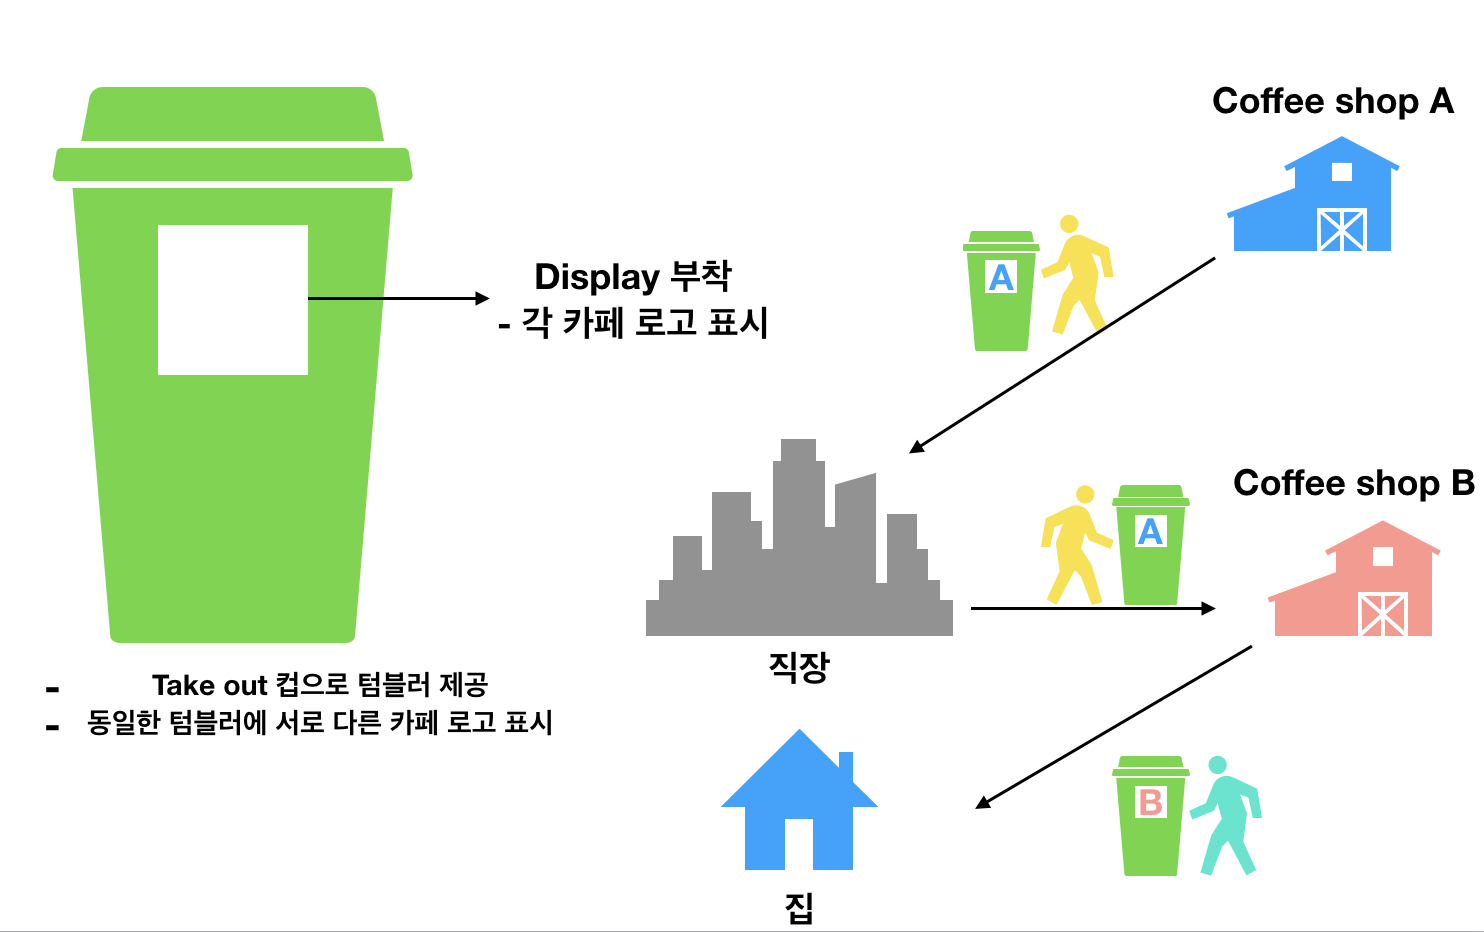 Coffee shop A
A
Display 부착
- 각 카페 로고 표시
Coffee shop B
A
직장
- Take out 컵으로 텀블러 제공
- 동일한 텀블러에 서로 다른 카페 로고 표시
B
집